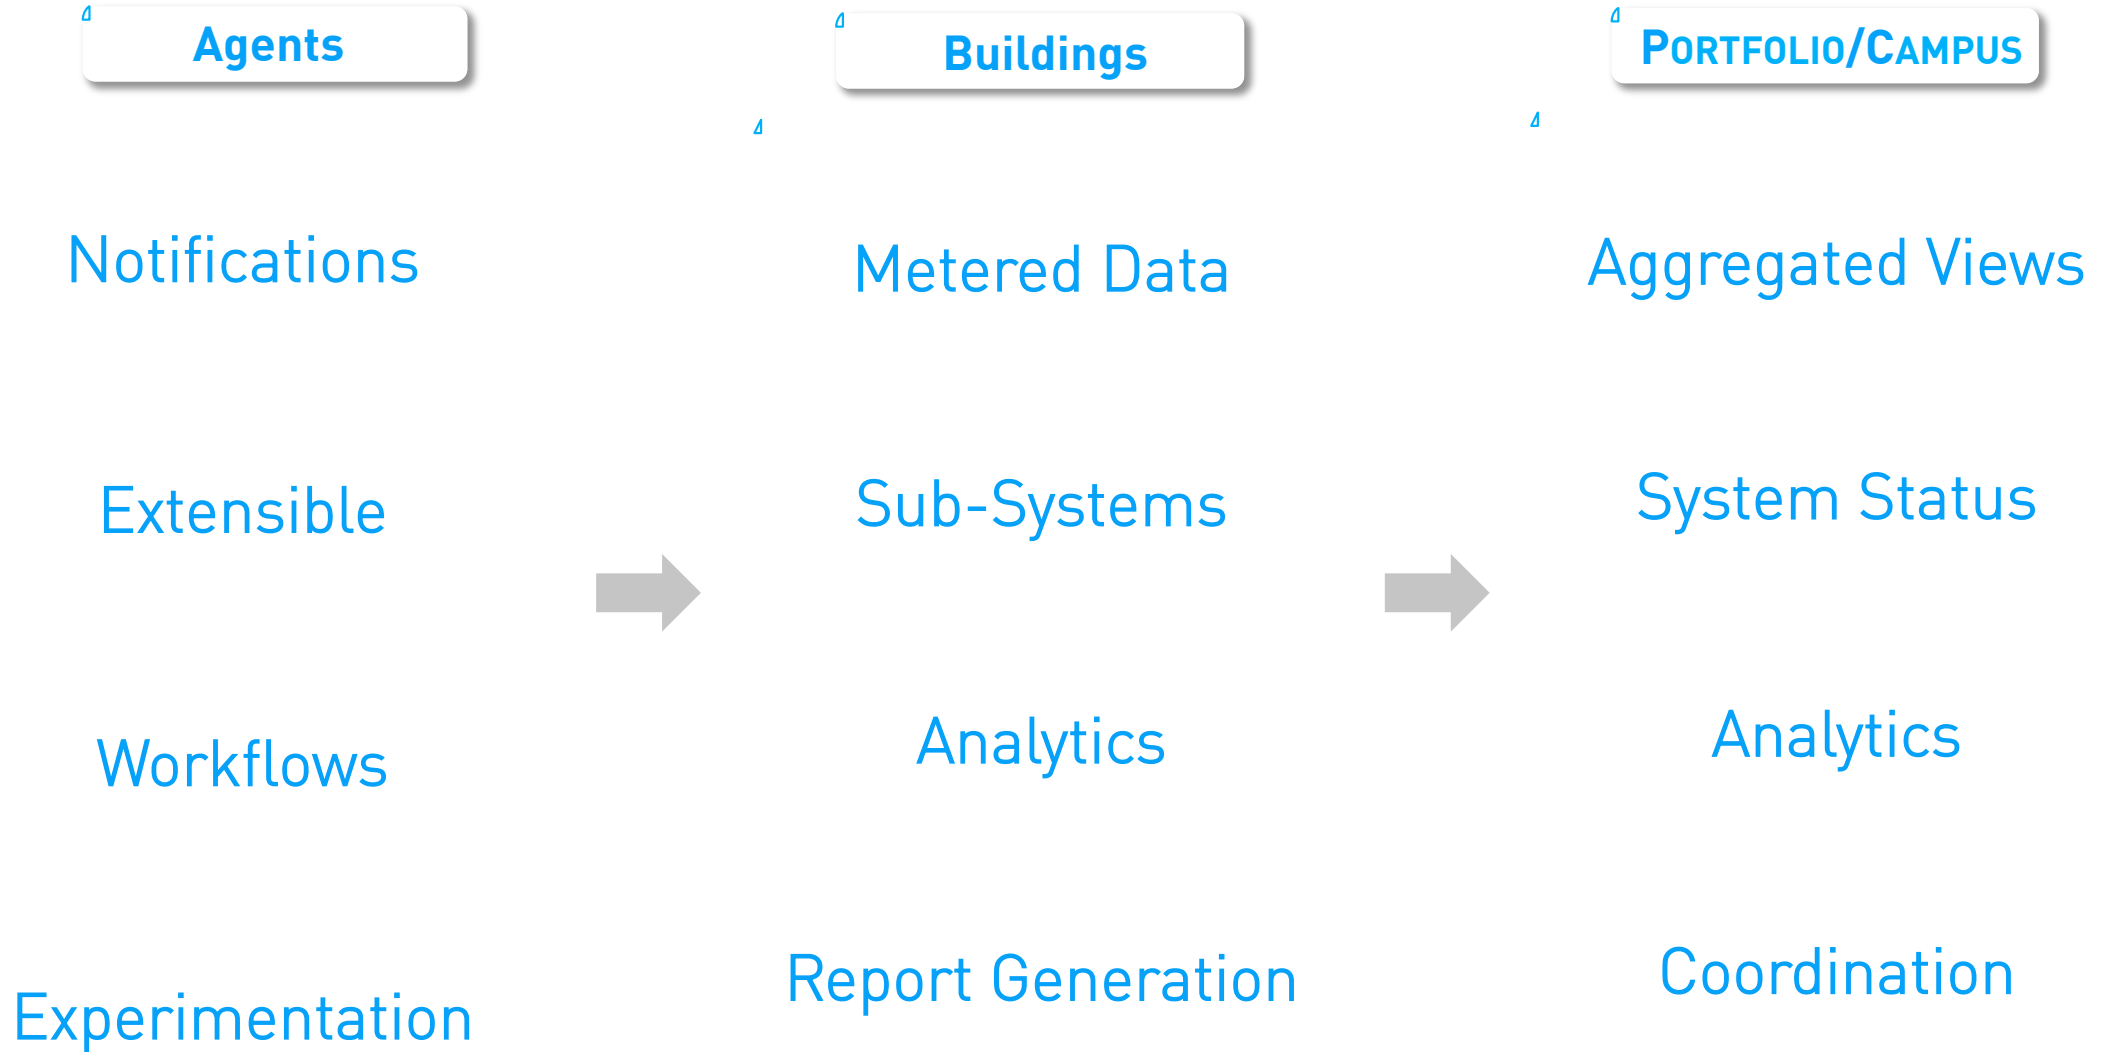 Agents
Notifications
Extensible
Workflows
Experimentation
Buildings
Metered Data
Sub-Systems
Analytics
Report Generation
PORTFOLIO/CAMPUS
Aggregated Views
System Status
Analytics
Coordination